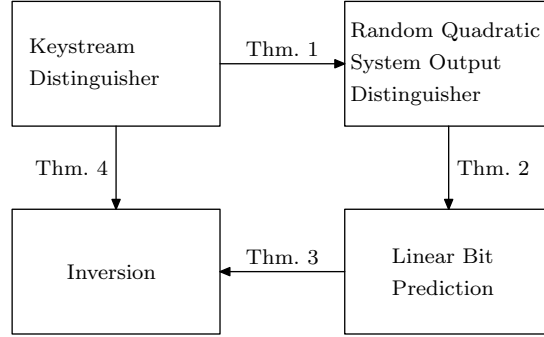 Keystream
Distinguisher
Thm. 1
Random Quadratic
System Output
Distinguisher
Thm. 4
Thm. 2
Inversion
Thm. 3
Linear Bit
Prediction